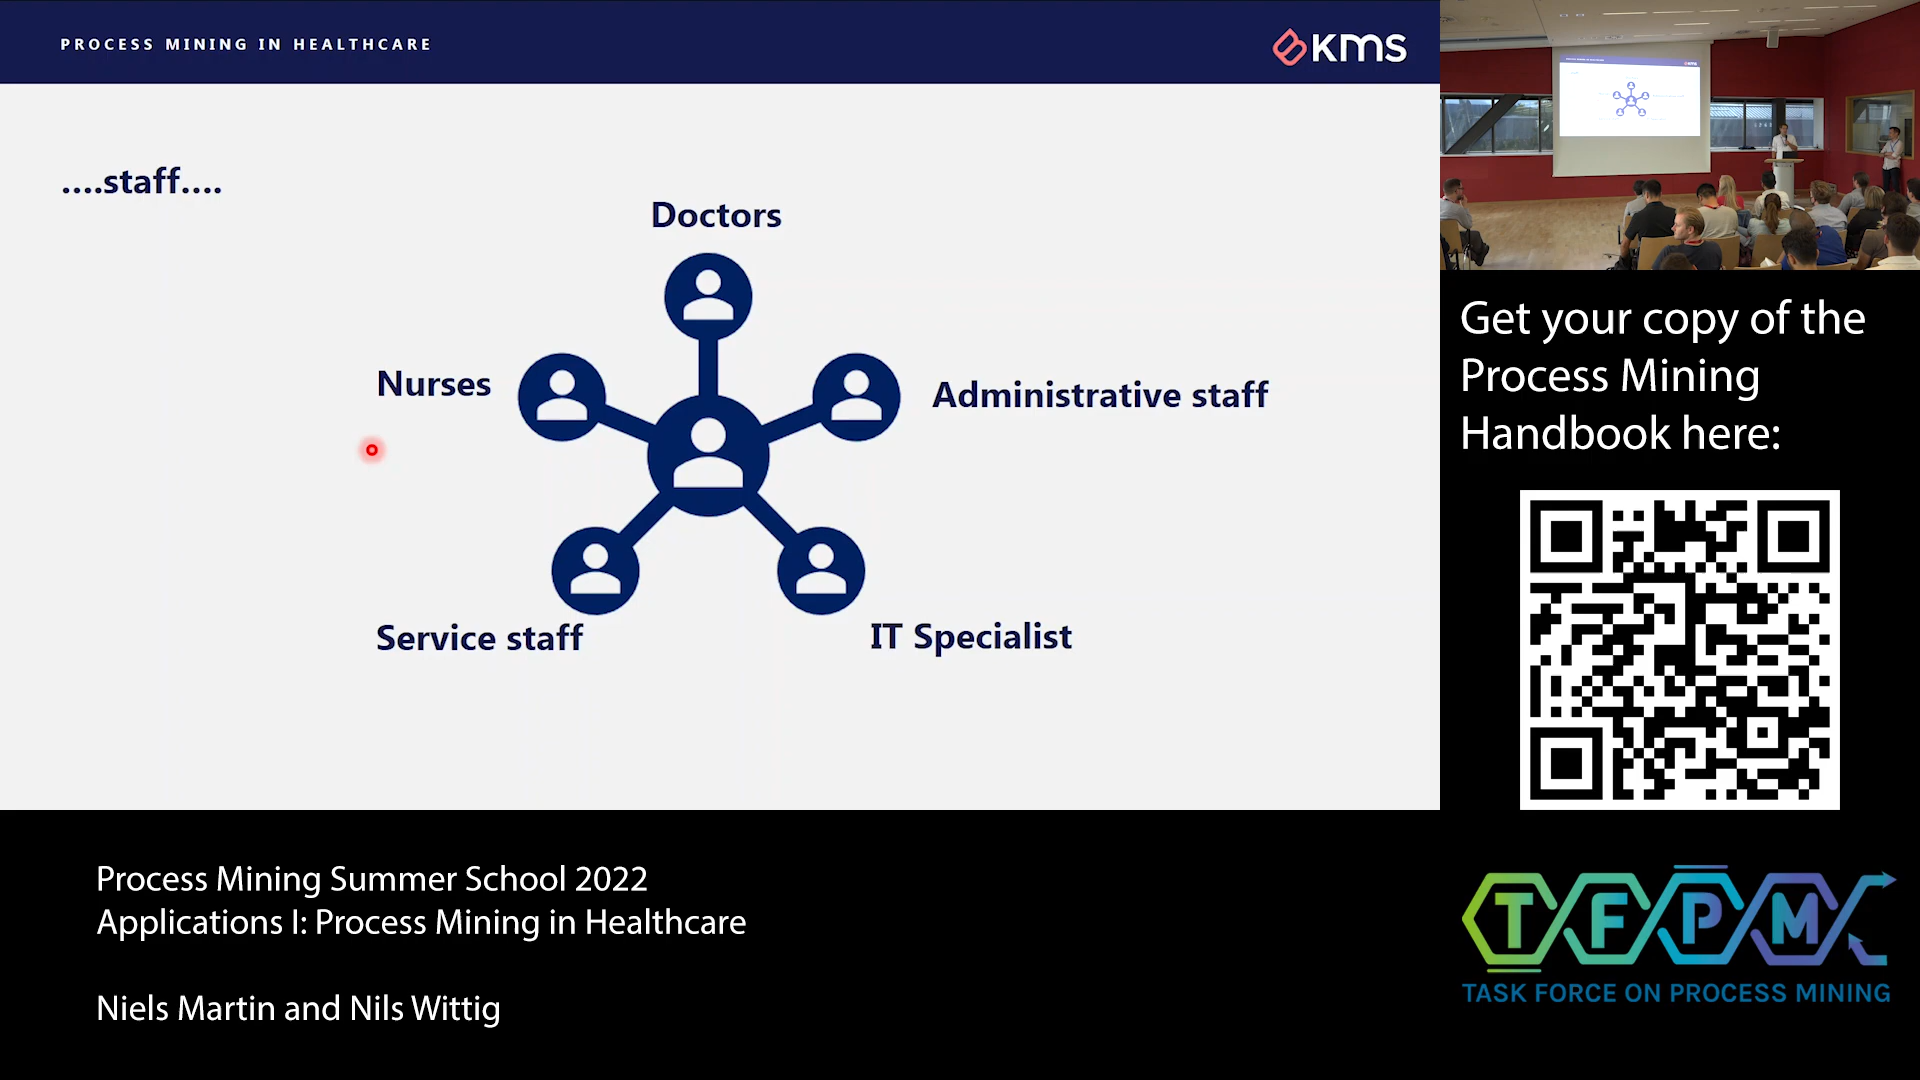 PROCESS MINING IN HEALTHCARE
KMS
....staff....
Doctors
Nurses
Administrative staff
Service staff
IT Specialist
Get your copy of the
Process Mining
Handbook here:
Process Mining Summer School 2022
Applications I: Process Mining in Healthcare
Niels Martin and Nils Wittig
TFPM
TASK FORCE ON PROCESS MINING